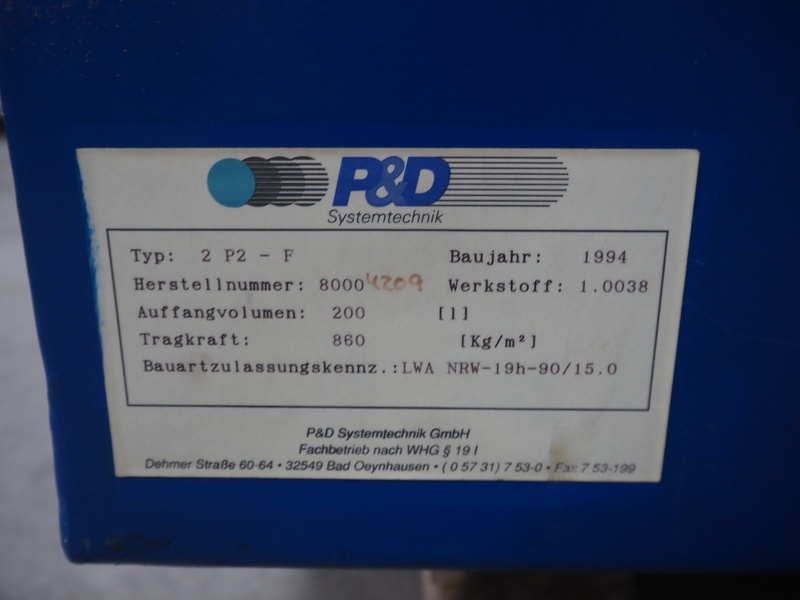 P&D
Systemtechnik
Typ: 2 P2 - F Baujahr: 1994
Herstellnummer: 80004209 Werkstoff: 1.0038
Auffangvolumen: 200 [l]
Tragkraft: 860 [Kg/m²]
Bauartzulassungskennz.:LWA NRW-19h-90/15.0
P&D Systemtechnik GmbH
Fachbetrieb nach WHG § 19 l
Dehmer Straße 60-64 • 32549 Bad Oeynhausen • ( 0 57 31) 7 53-0 • Fax 7 53-199